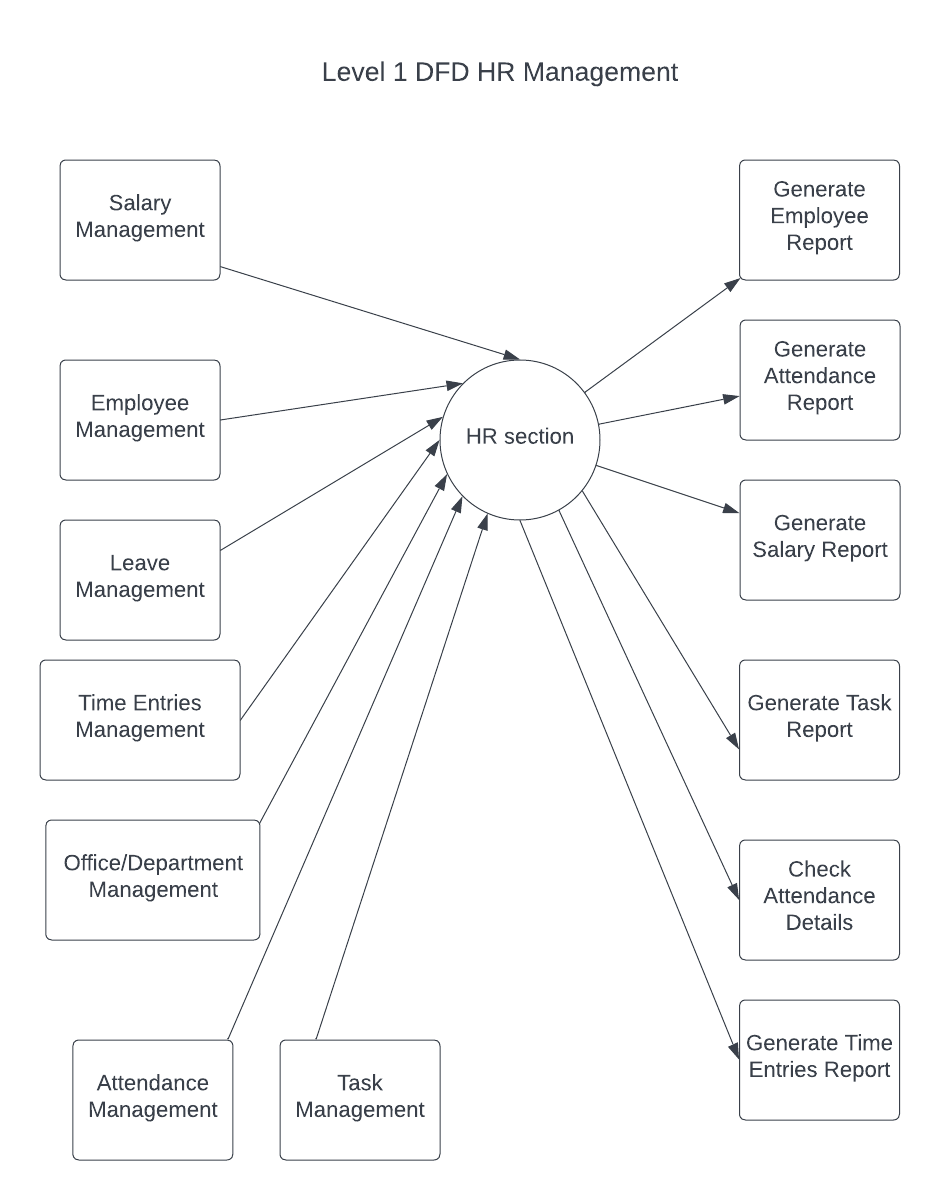 Level 1 DFD HR Management
Salary
Management
Employee
Management
Leave
Management
Time Entries
Management
Office/Department
Management
Attendance
Management
Task
Management
HR section
Generate
Employee
Report
Generate
Attendance
Report
Generate
Salary Report
Generate Task
Report
Check
Attendance
Details
Generate Time
Entries Report